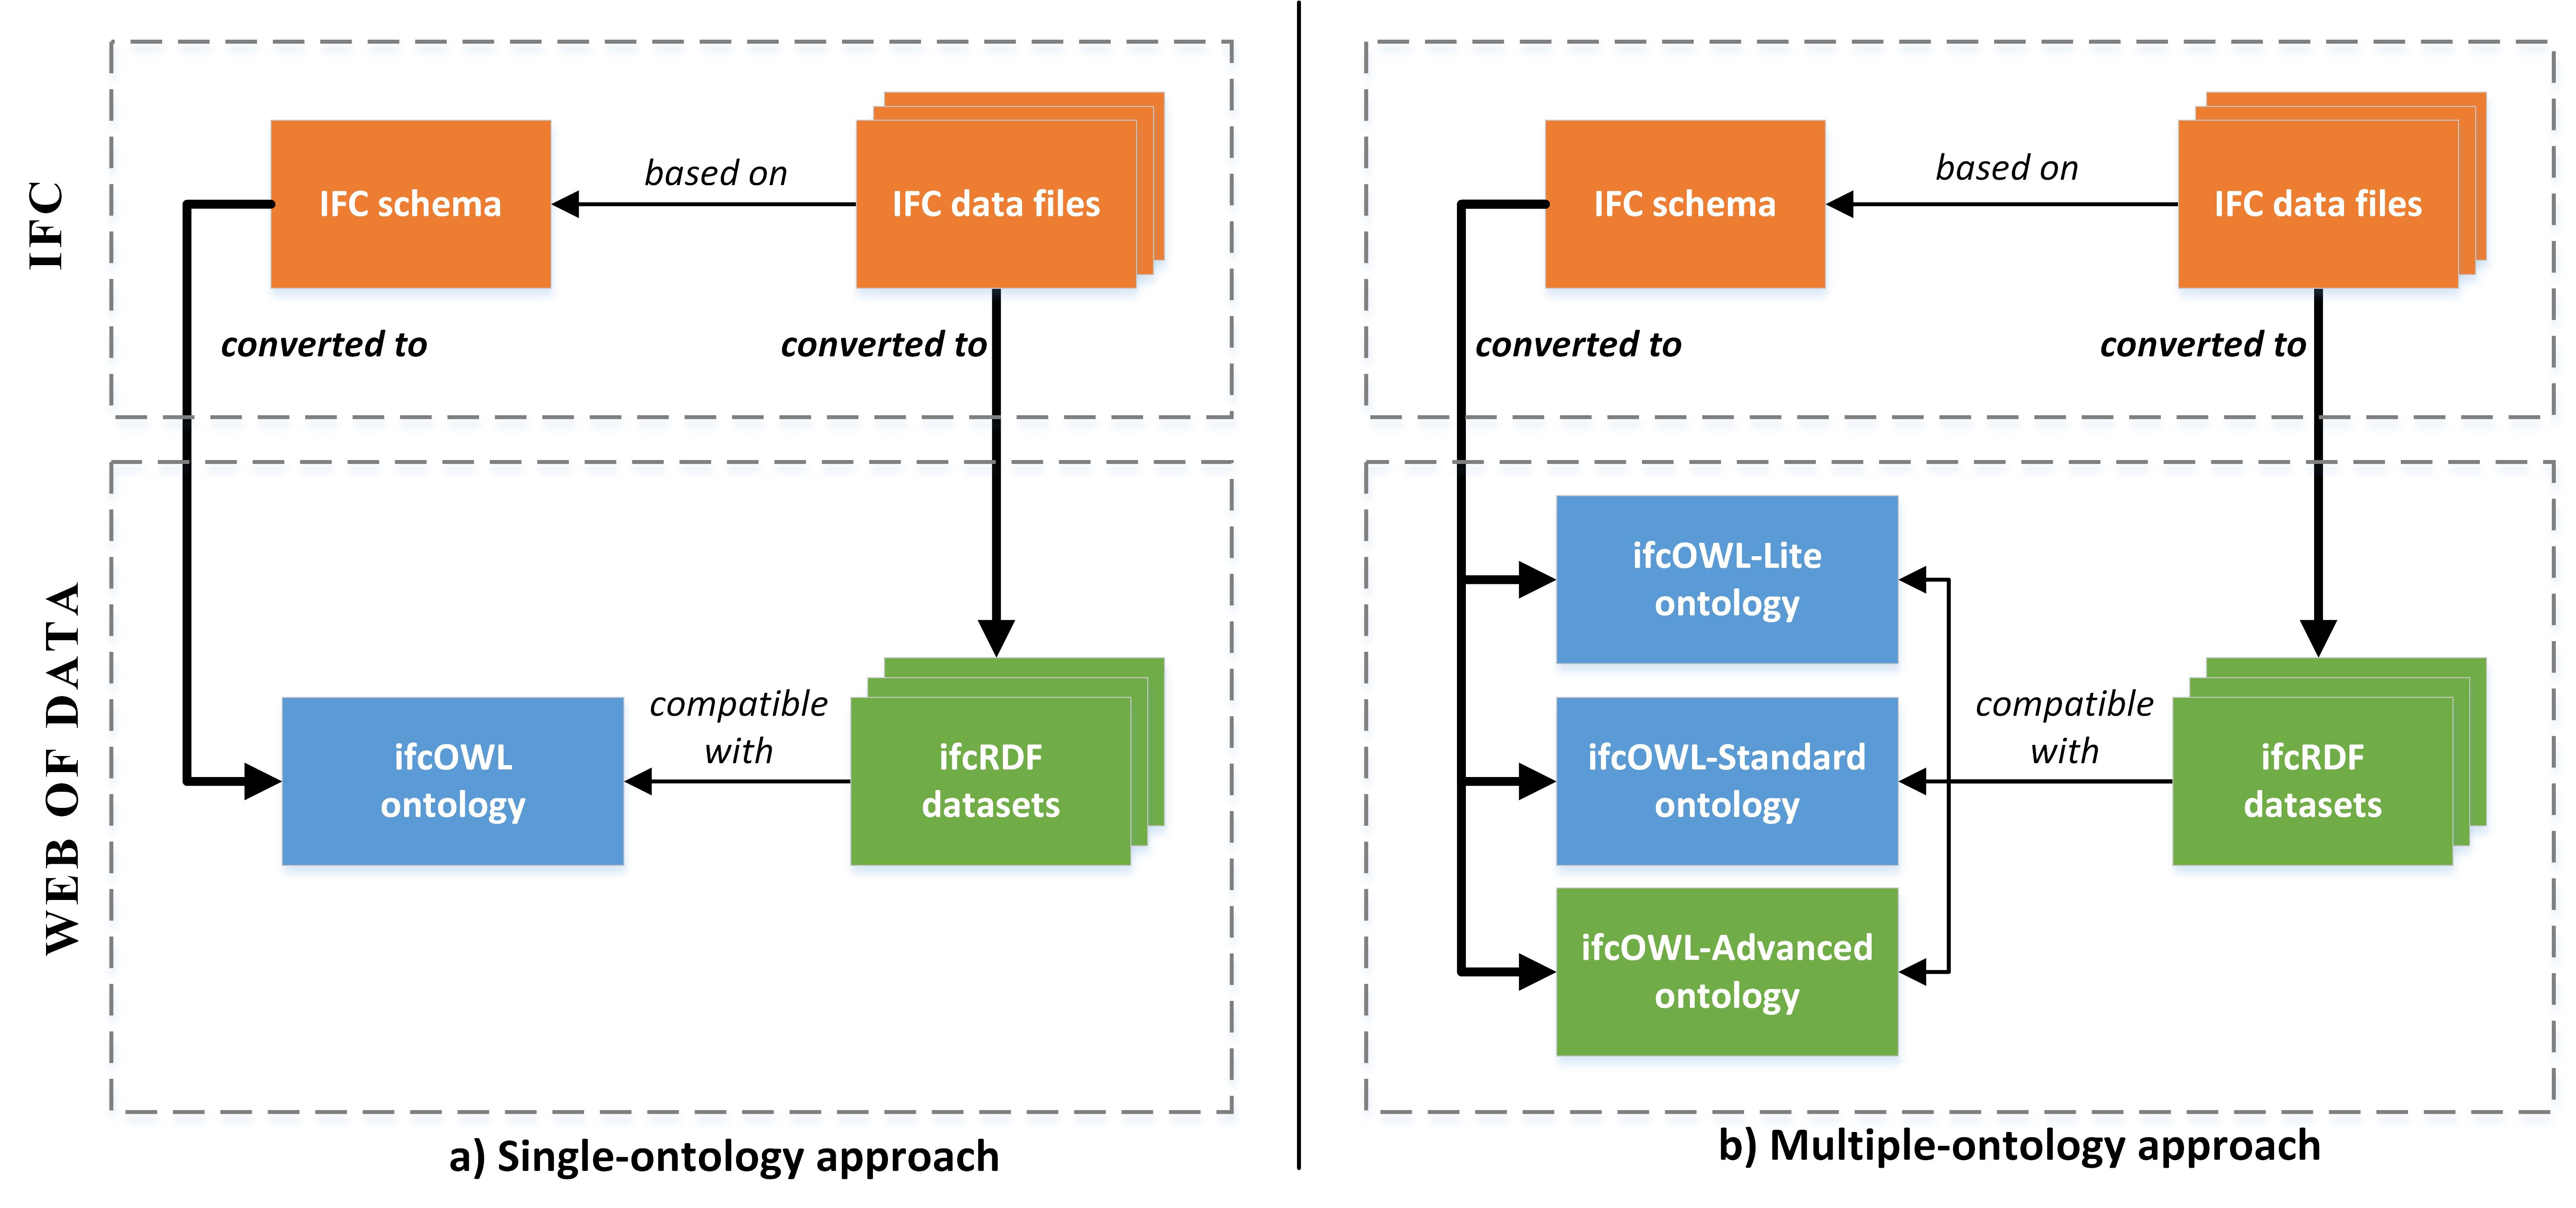 IFC
IFC schema
based on
IFC data files
converted to
converted to
WEB OF DATA
ifcOWL
ontology
compatible
with
ifcRDF
datasets
a) Single-ontology approach
IFC schema
based on
IFC data files
converted to
converted to
ifcOWL-Lite
ontology
ifcOWL-Standard
ontology
compatible
with
ifcRDF
datasets
ifcOWL-Advanced
ontology
b) Multiple-ontology approach